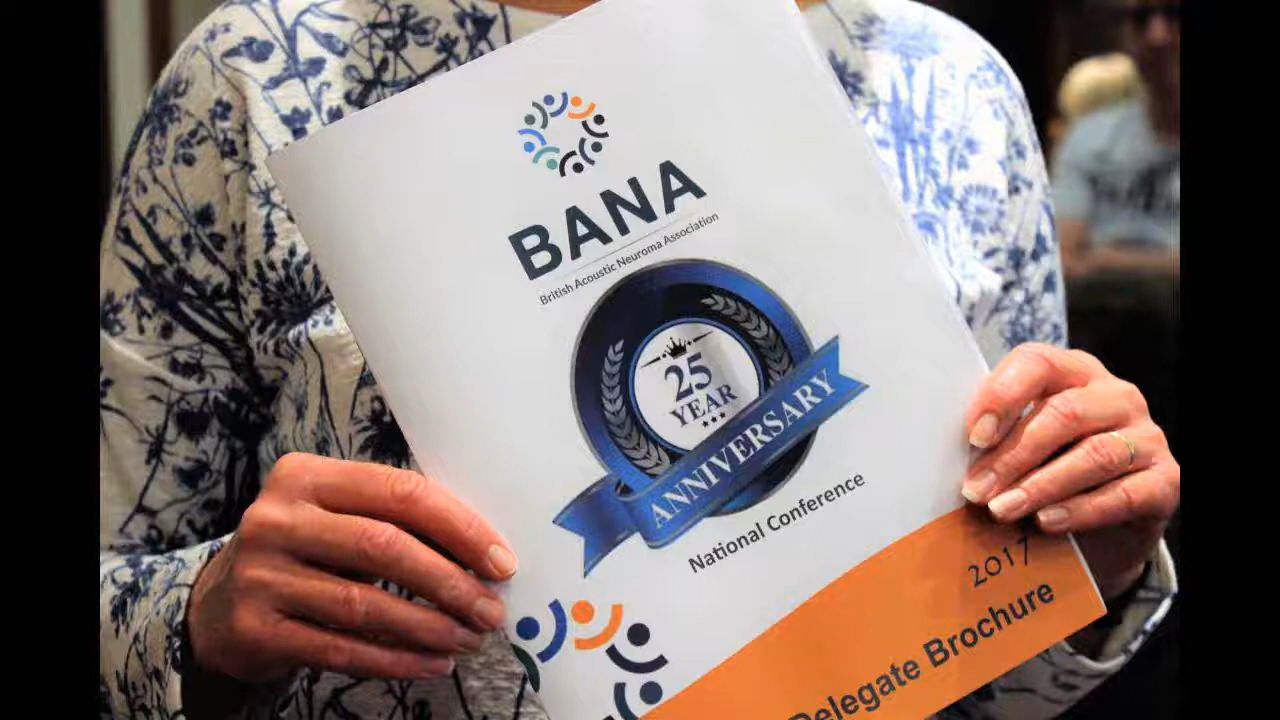 BANA
British Acoustic Neuroma Association
25
YEAR
ANNIVERSARY
National Conference
2017
Delegate Brochure